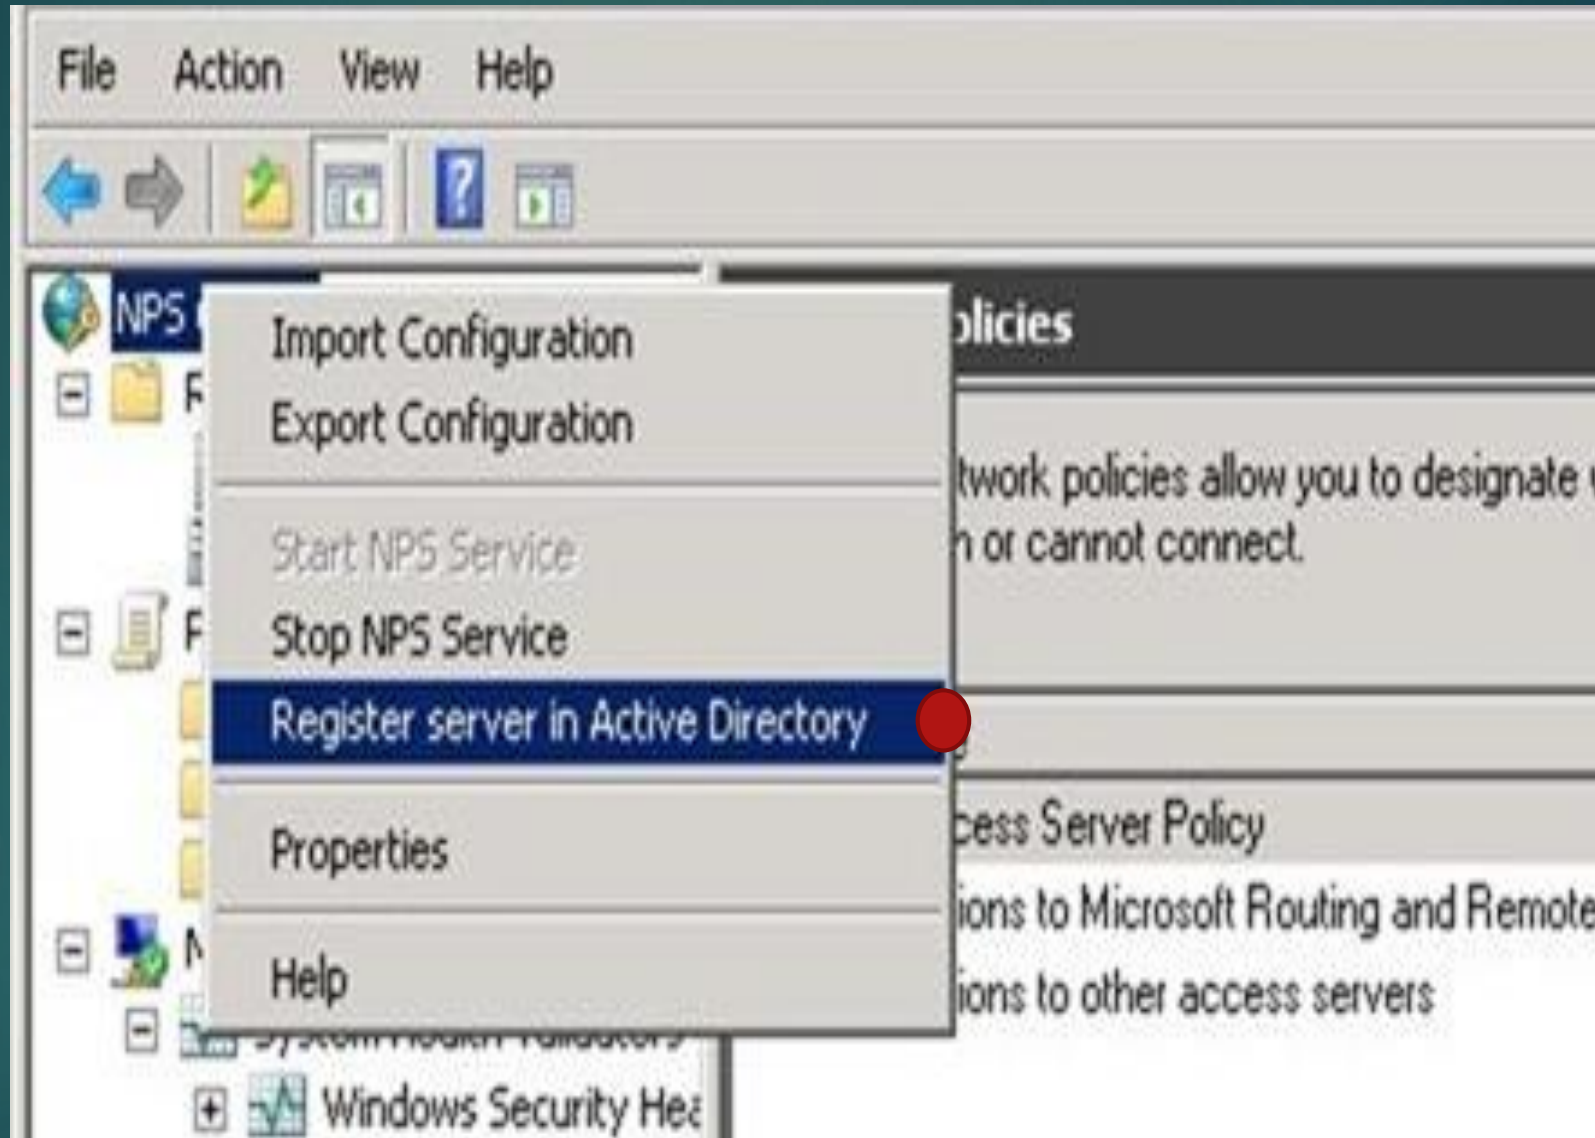 File Action View Help
NPS
Import Configuration
Export Configuration
Start NPS Service
Stop NPS Service
Register server in Active Directory
Properties
Help
olicies
twork policies allow you to designate
n or cannot connect.
cess Server Policy
ions to Microsoft Routing and Remote
ions to other access servers
Windows Security Hea